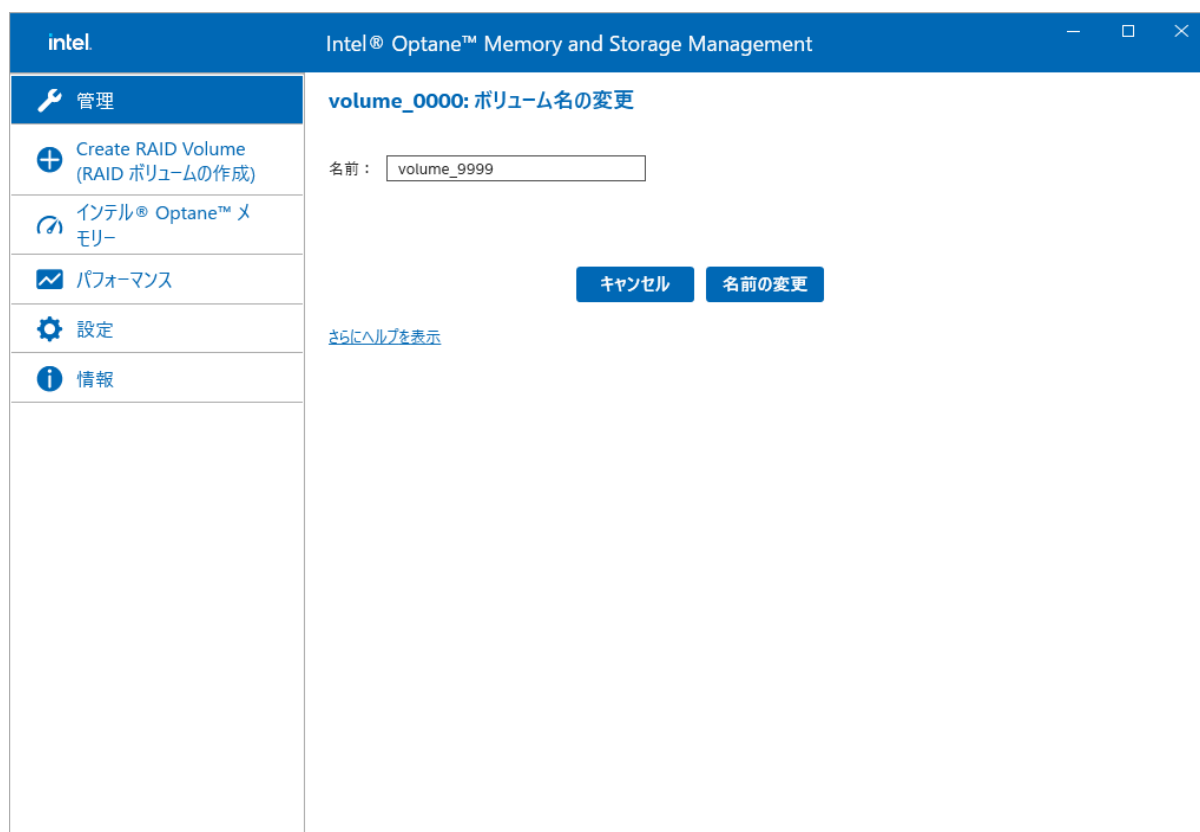 intel.
Intel® Optane™ Memory and Storage Management
管理
Create RAID Volume
(RAID ボリュームの作成)
インテル® Optane™ メ
モリー
パフォーマンス
設定
情報
volume_0000: ボリューム名の変更
名前： volume_9999
キャンセル 名前の変更
さらにヘルプを表示